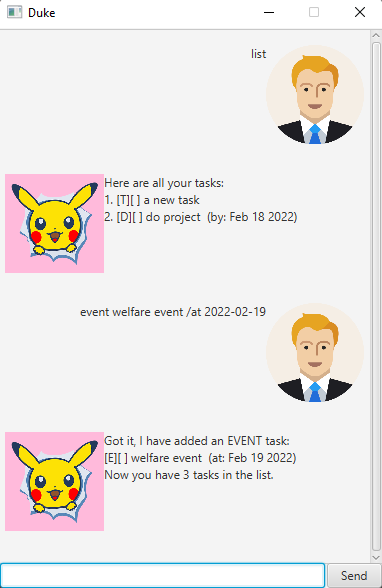 Duke
list
Here are all your tasks:
1. [T][ ] a new task
2. [D][ ] do project  (by: Feb 18 2022)
event welfare event /at 2022-02-19
Got it, I have added an EVENT task:
[E][ ] welfare event  (at: Feb 19 2022)
Now you have 3 tasks in the list.
Send